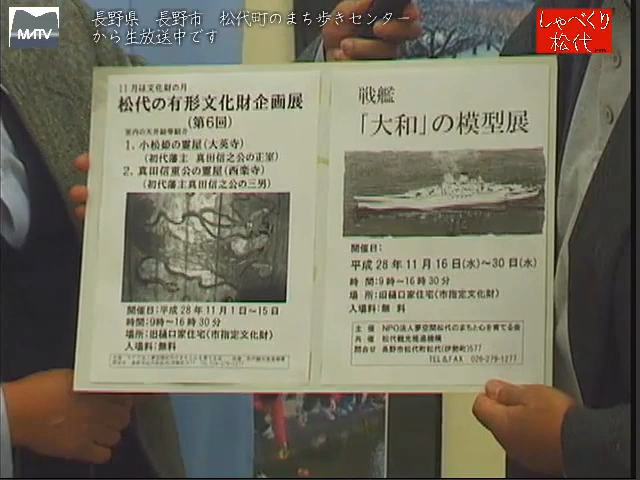 MATV
長野県　長野市　松代町のまち歩きセンター
から生放送中です
しゃべくり
松代
11月は文化財の月
松代の有形文化財企画展
(第6回)
1. 小松姫の霊屋(大英寺)
(初代藩主 真田信之公の正室)
2. 真田信重公の霊屋(西楽寺)
(初代藩主 真田信之公の三男)
開催日:平成28年11月1日～15日
時間:9時～16時30分
場所:旧樋口家住宅(市指定文化財)
入場料:無料
戦艦
「大和」の模型展
開催日:
平成28年11月16日(水)～30日(水)
時　間:9時～16時30分
場　所:旧樋口家住宅(市指定文化財)
入場料:無　料
主　催　NPO法人夢空間松代のまちと心を育てる会
共　催　松代観光推進機構
問合せ　長野市松代町松代(伊勢町)577
TEL&FAX　026-279-1277